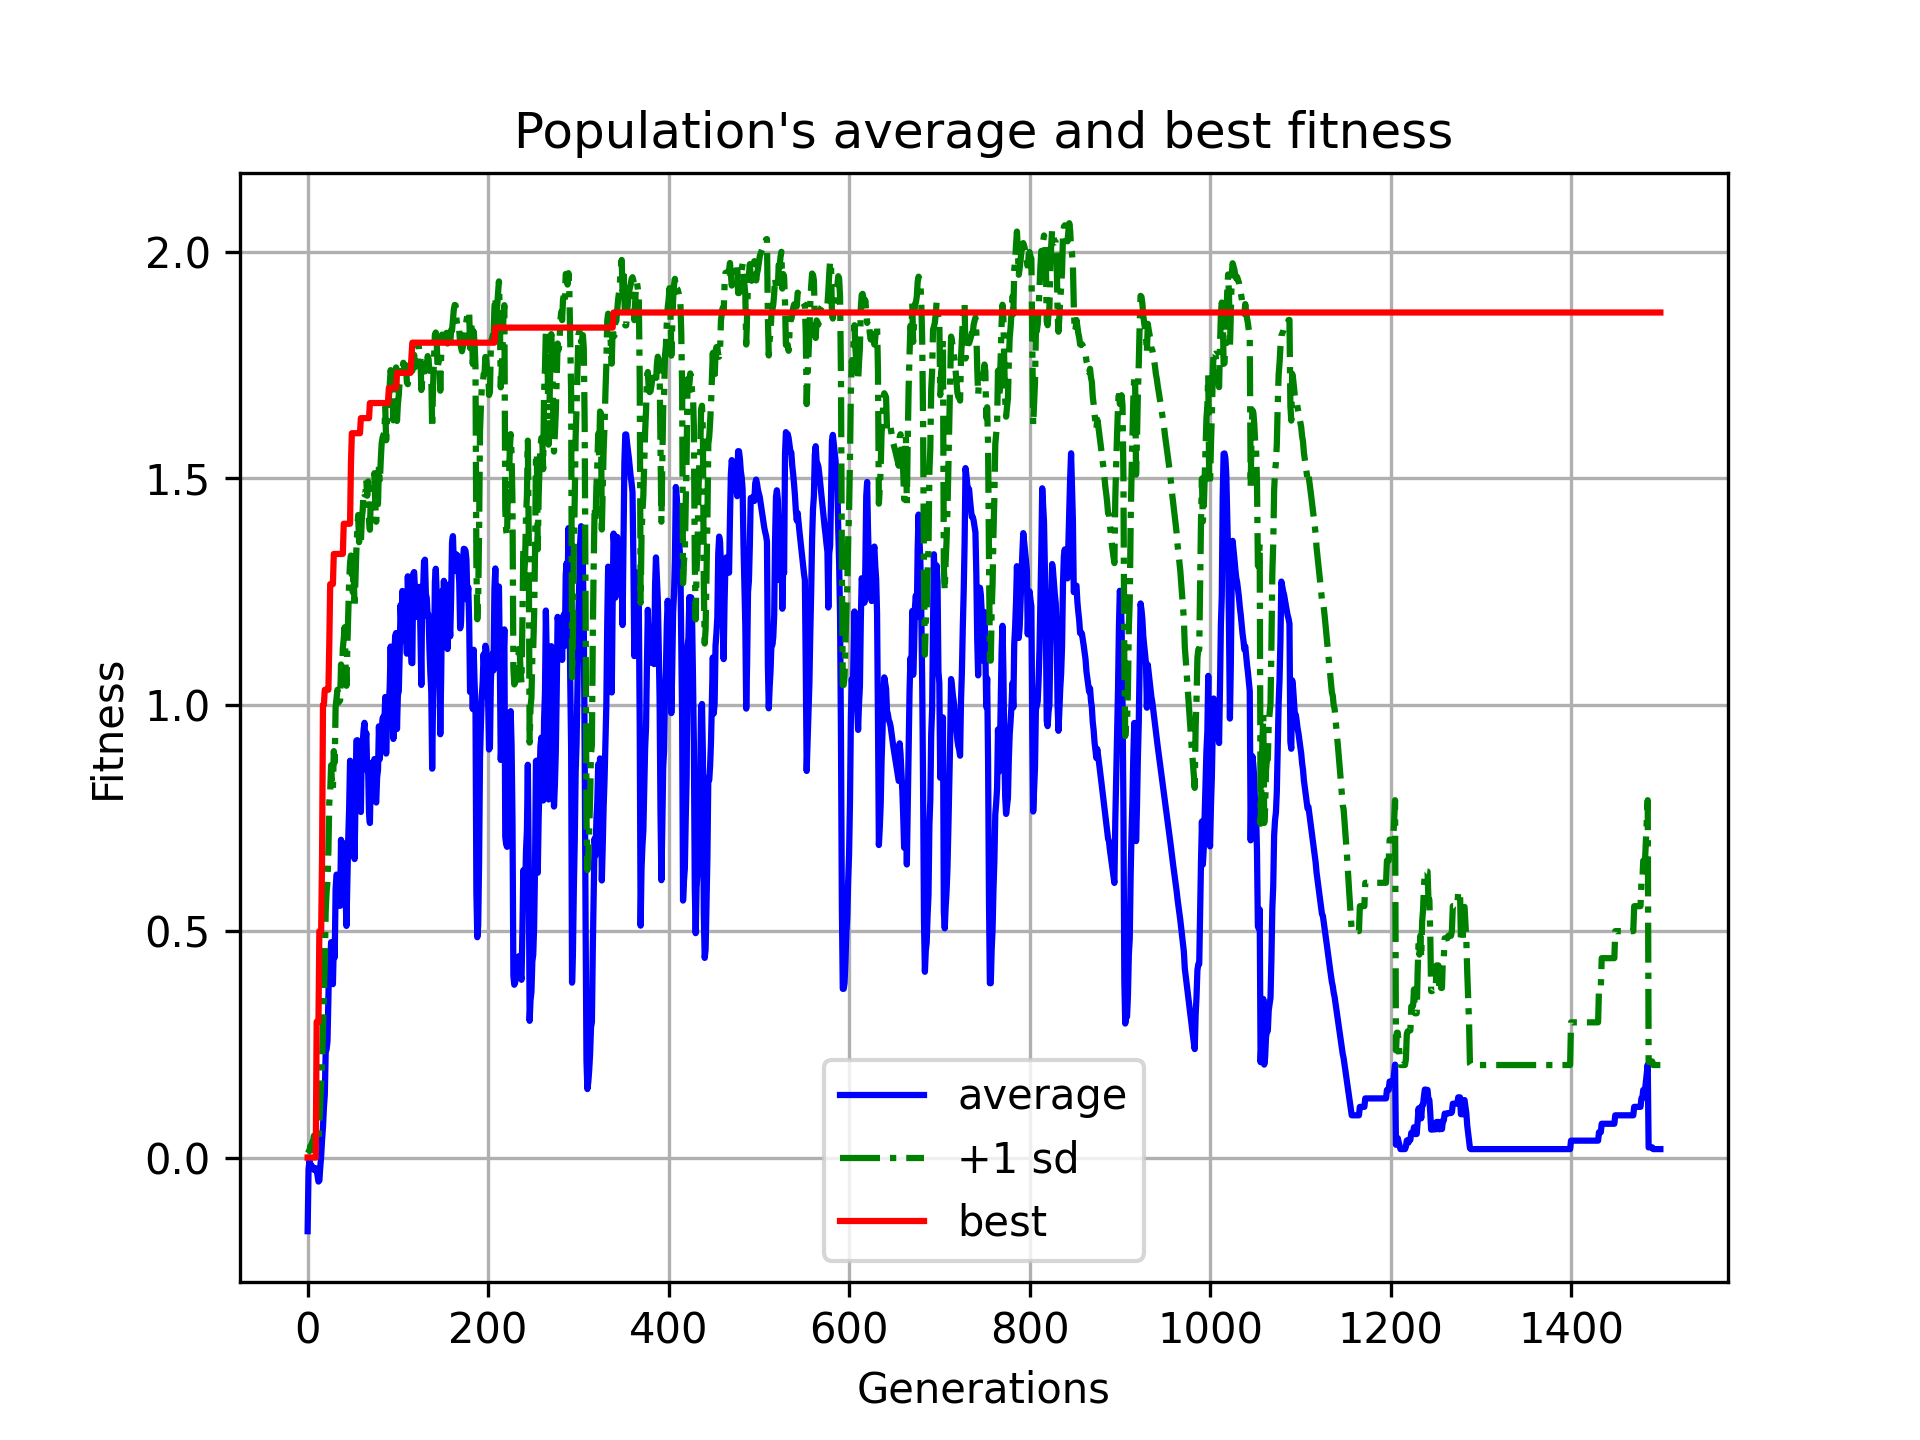 Population's average and best fitness
Fitness
2.0
1.5
1.0
0.5
0.0
average
+1 sd
best
0 200 400 600 800 1000 1200 1400
Generations